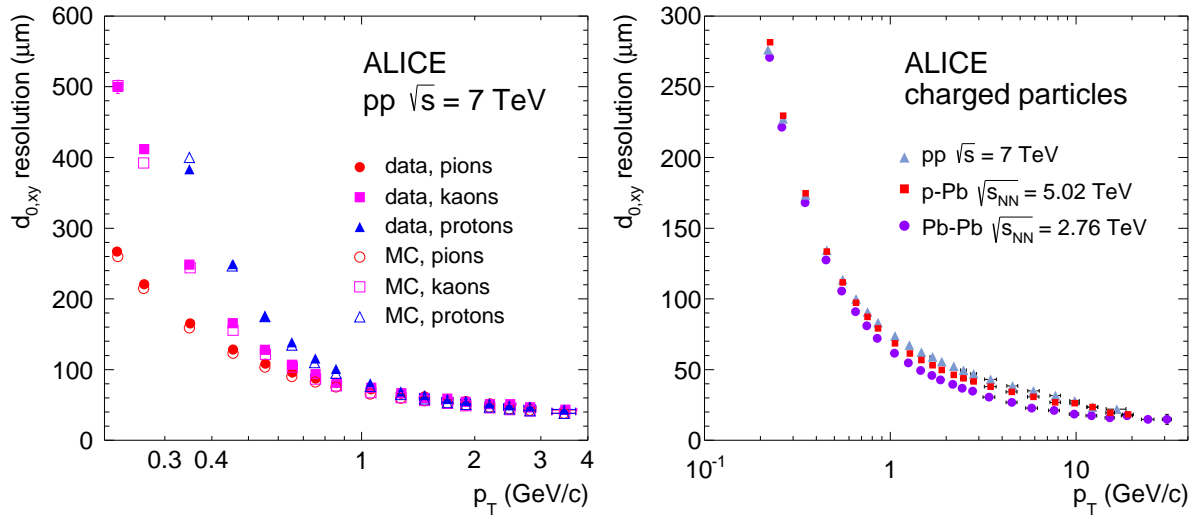 600
500
400
300
200
100
0
d0,xy resolution (μm)
ALICE
pp √s = 7 TeV
data, pions
data, kaons
data, protons
MC, pions
MC, kaons
MC, protons
0.3 0.4 1 2 3 4
pT (GeV/c)
300
250
200
150
100
50
0
d0,xy resolution (μm)
ALICE
charged particles
pp √s = 7 TeV
p-Pb √sNN = 5.02 TeV
Pb-Pb √sNN = 2.76 TeV
10⁻¹ 1 10
pT (GeV/c)